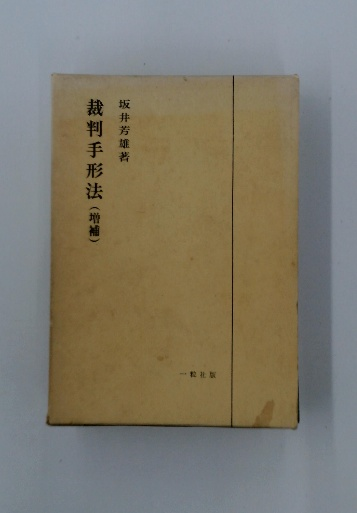 坂井芳雄著
裁判手形法（増補）
一粒社版